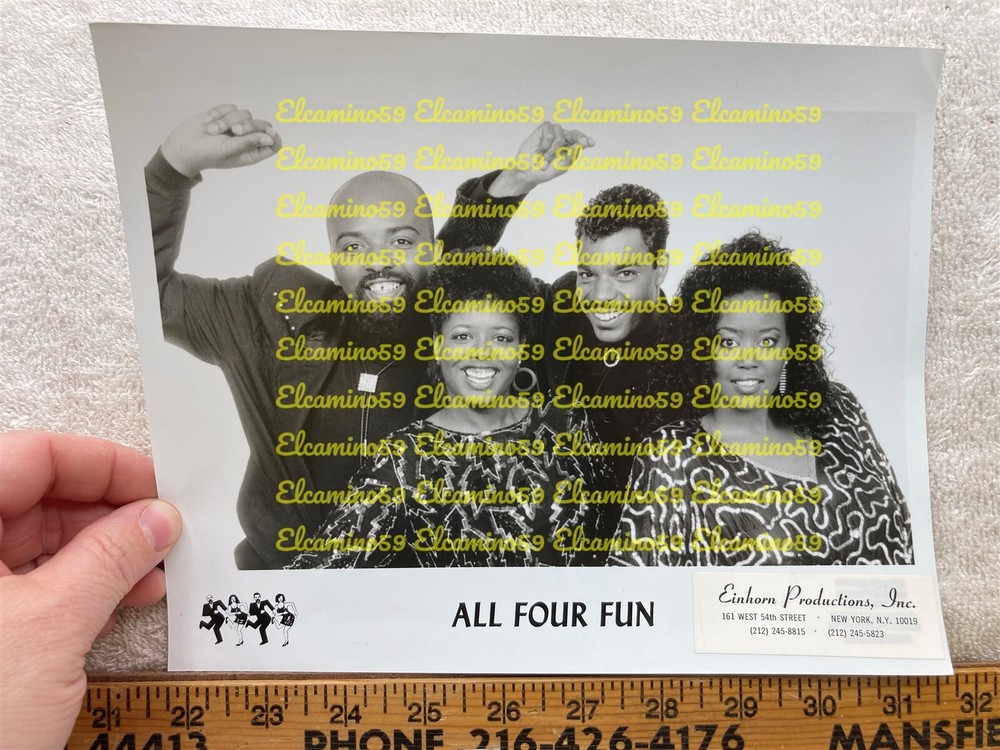 Elcamino59 Elcamino59 Elcamino59 Elcamino59
Elcamino59 Elcamino59 Elcamino59 Elcamino59
Elcamino59 Elcamino59 Elcamino59 Elcamino59
Elcamino59 Elcamino59 Elcamino59 Elcamino59
Elcamino59 Elcamino59 Elcamino59 Elcamino59
Elcamino59 Elcamino59 Elcamino59 Elcamino59
Elcamino59 Elcamino59 Elcamino59 Elcamino59
Elcamino59 Elcamino59 Elcamino59 Elcamino59
Elcamino59 Elcamino59 Elcamino59 Elcamino59
Elcamino59 Elcamino59 Elcamino59 Elcamino59
ALL FOUR FUN
Einhorn Productions, Inc.
161 WEST 54th STREET · NEW YORK, N.Y. 10019
(212) 245-8815 · (212) 245-5823
21 22 23 24 25 26 27 28 29 30 31 32
44413 PHONE 216-426-4176 MANSFIE